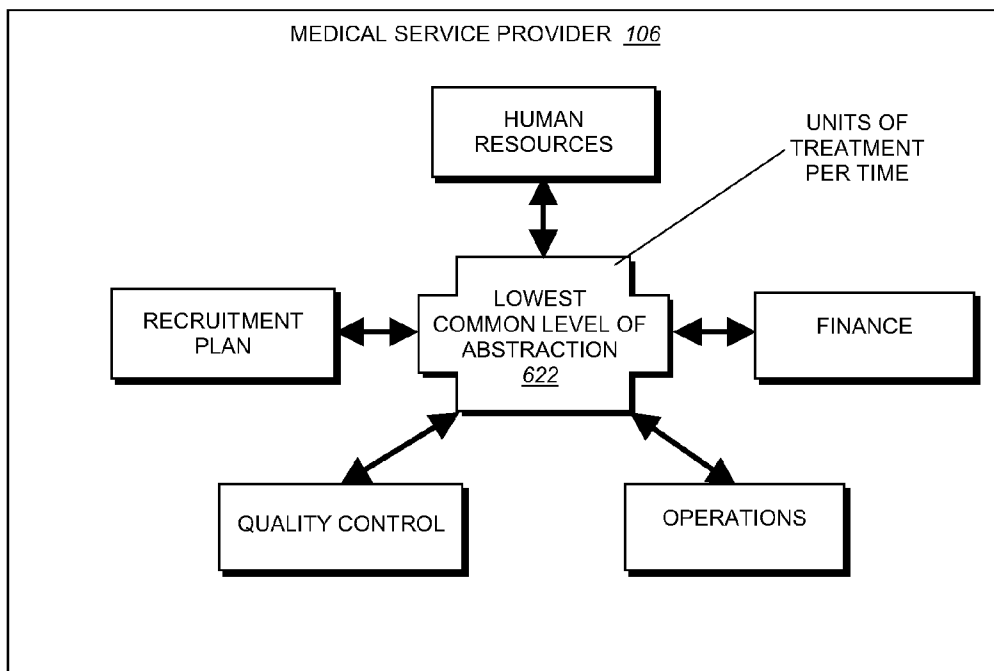 MEDICAL SERVICE PROVIDER 106
HUMAN
RESOURCES
UNITS OF
TREATMENT
PER TIME
LOWEST
COMMON LEVEL OF
ABSTRACTION
622
RECRUITMENT
PLAN
FINANCE
QUALITY CONTROL
OPERATIONS